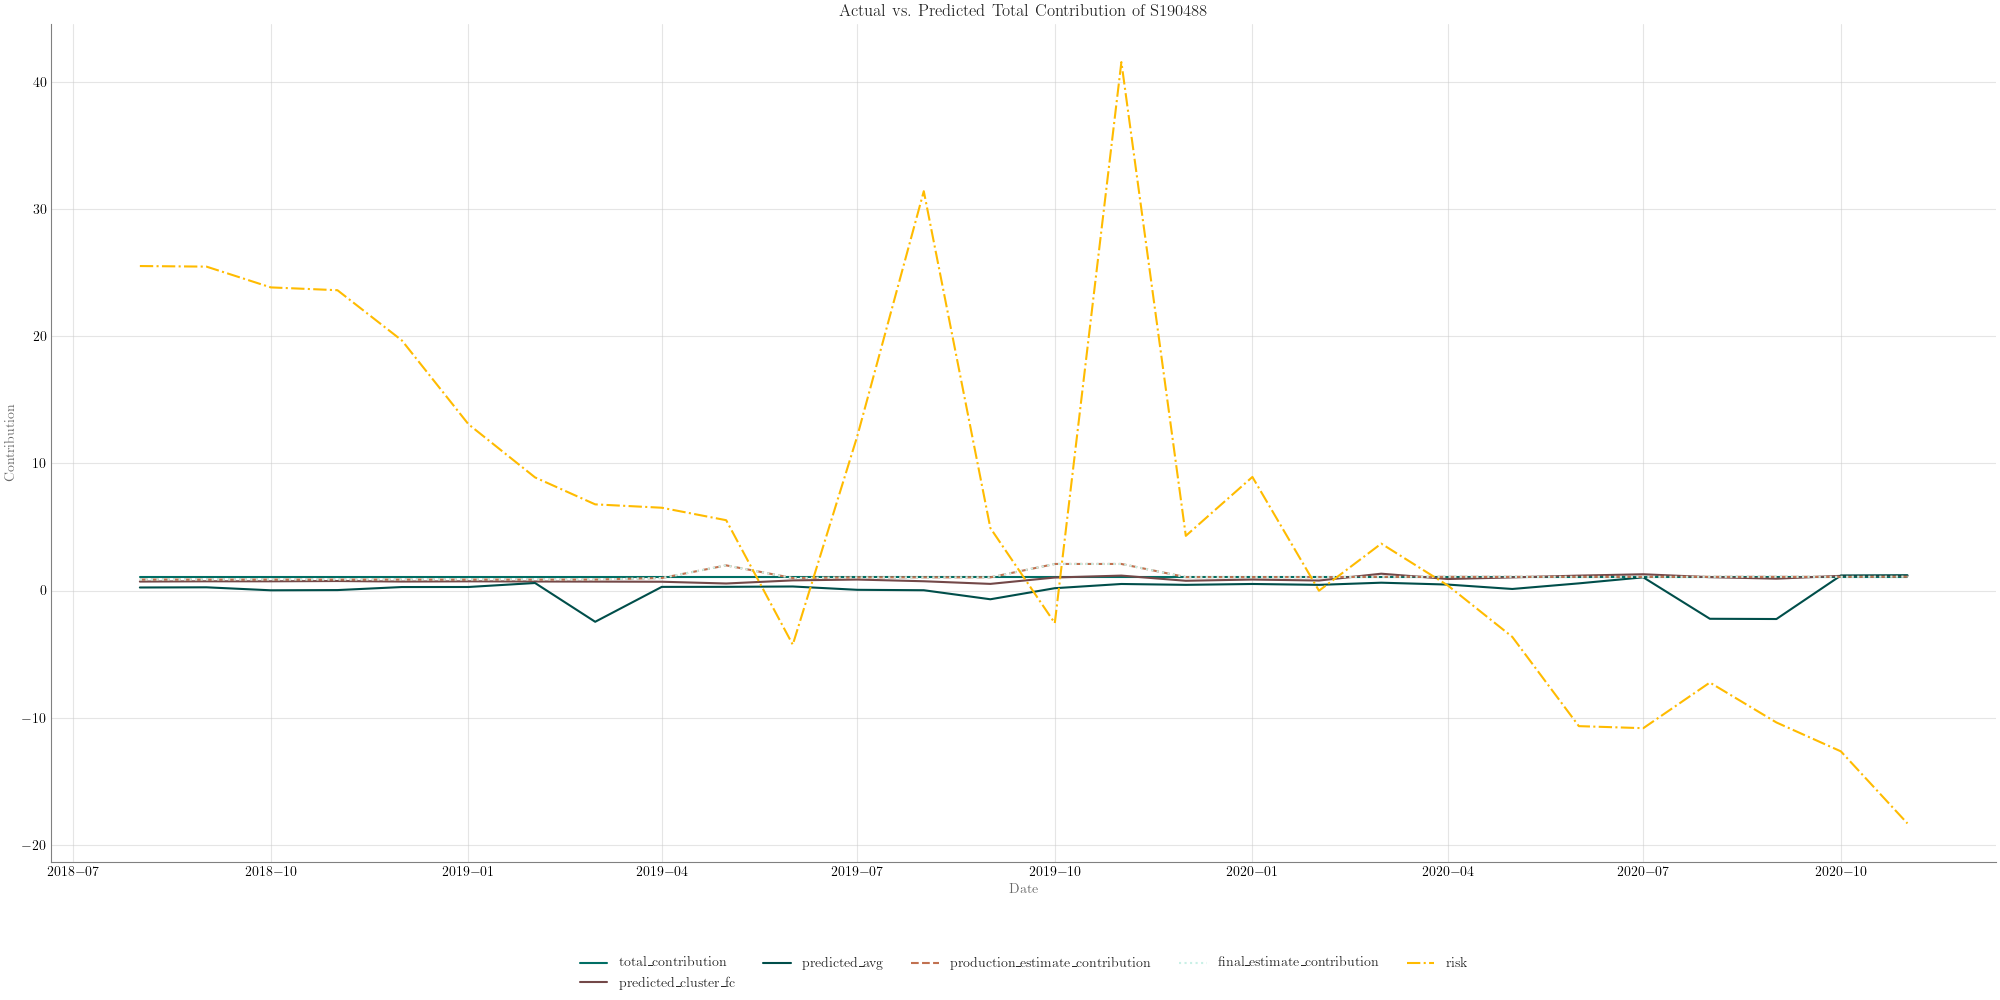 Actual vs. Predicted Total Contribution of S190488
40
30
20
10
0
−10
−20
Contribution
2018−07 2018−10 2019−01 2019−04 2019−07 2019−10 2020−01 2020−04 2020−07 2020−10
Date
total_contribution predicted_avg production_estimate_contribution final_estimate_contribution risk
predicted_cluster_fc